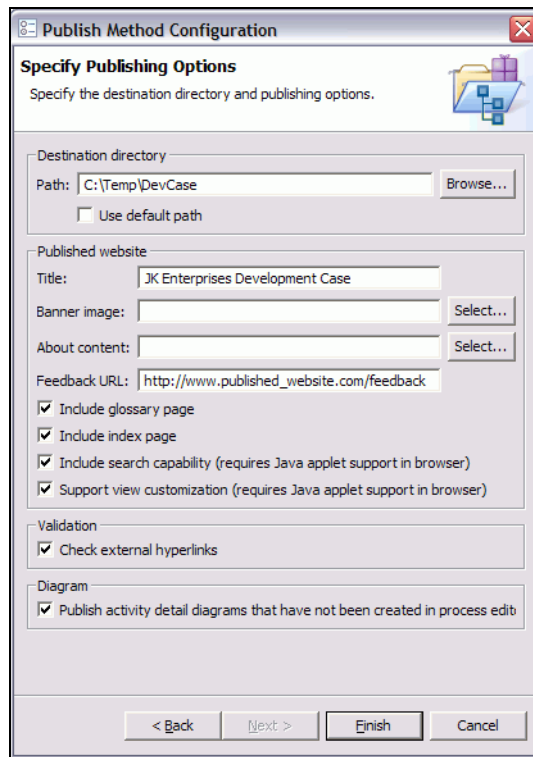 Publish Method Configuration
Specify Publishing Options
Specify the destination directory and publishing options.
Destination directory
Path: C:\Temp\DevCase Browse...
Use default path
Published website
Title: JK Enterprises Development Case
Banner image: Select...
About content: Select...
Feedback URL: http://www.published_website.com/feedback
Include glossary page
Include index page
Include search capability (requires Java applet support in browser)
Support view customization (requires Java applet support in browser)
Validation
Check external hyperlinks
Diagram
Publish activity detail diagrams that have not been created in process edit
< Back Next > Finish Cancel